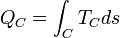 Q_C = \int_C T_C ds